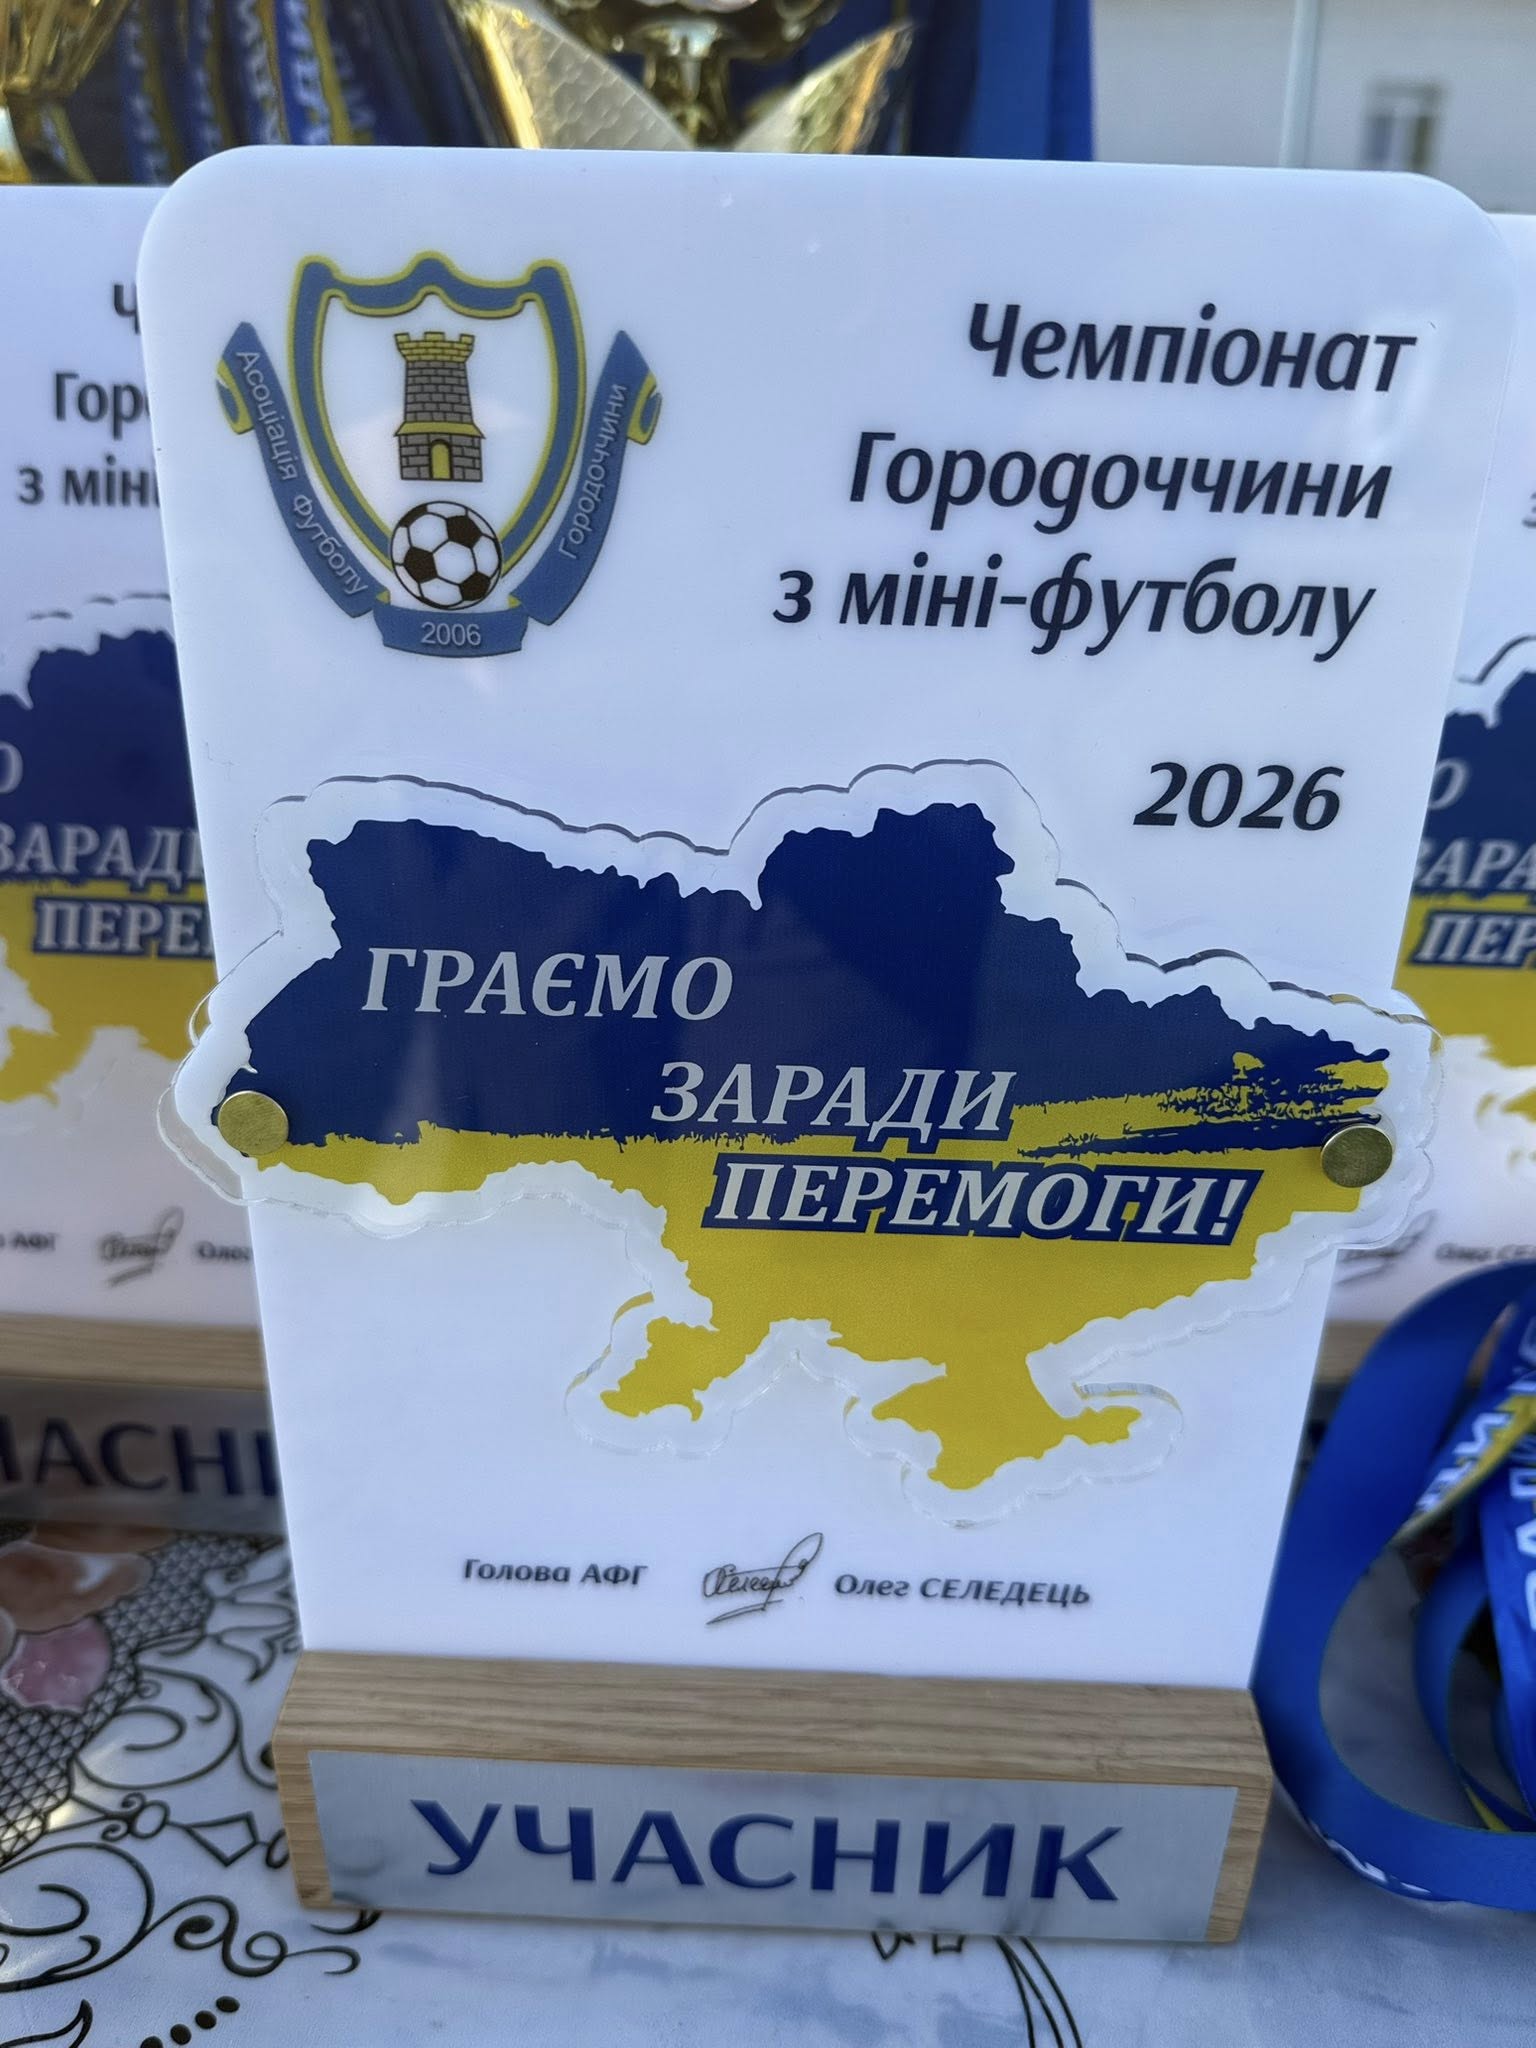 Асоціація футболу Городоччини
2006
Чемпіонат
Городоччини
з міні-футболу
2026
ГРАЄМО
ЗАРАДИ
ПЕРЕМОГИ!
Голова АФГ Олег СЕЛЕДЕЦЬ
УЧАСНИК